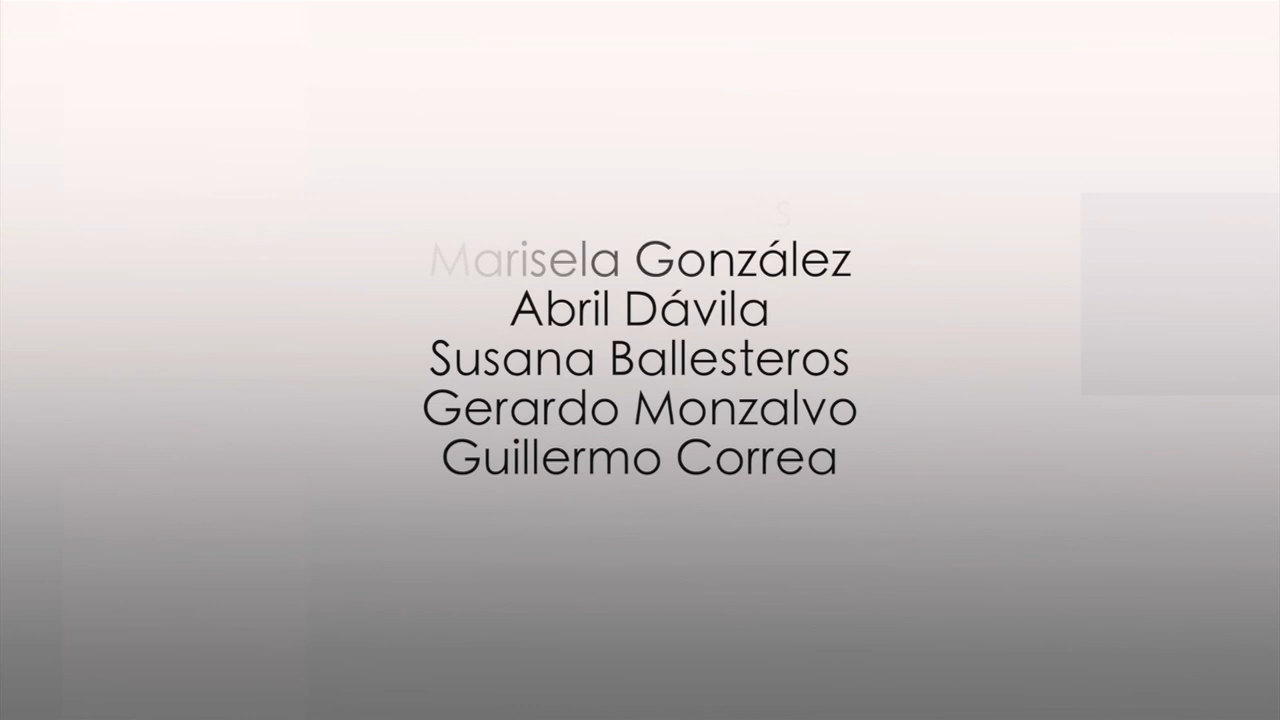 Marisela González
Abril Dávila
Susana Ballesteros
Gerardo Monzalvo
Guillermo Correa